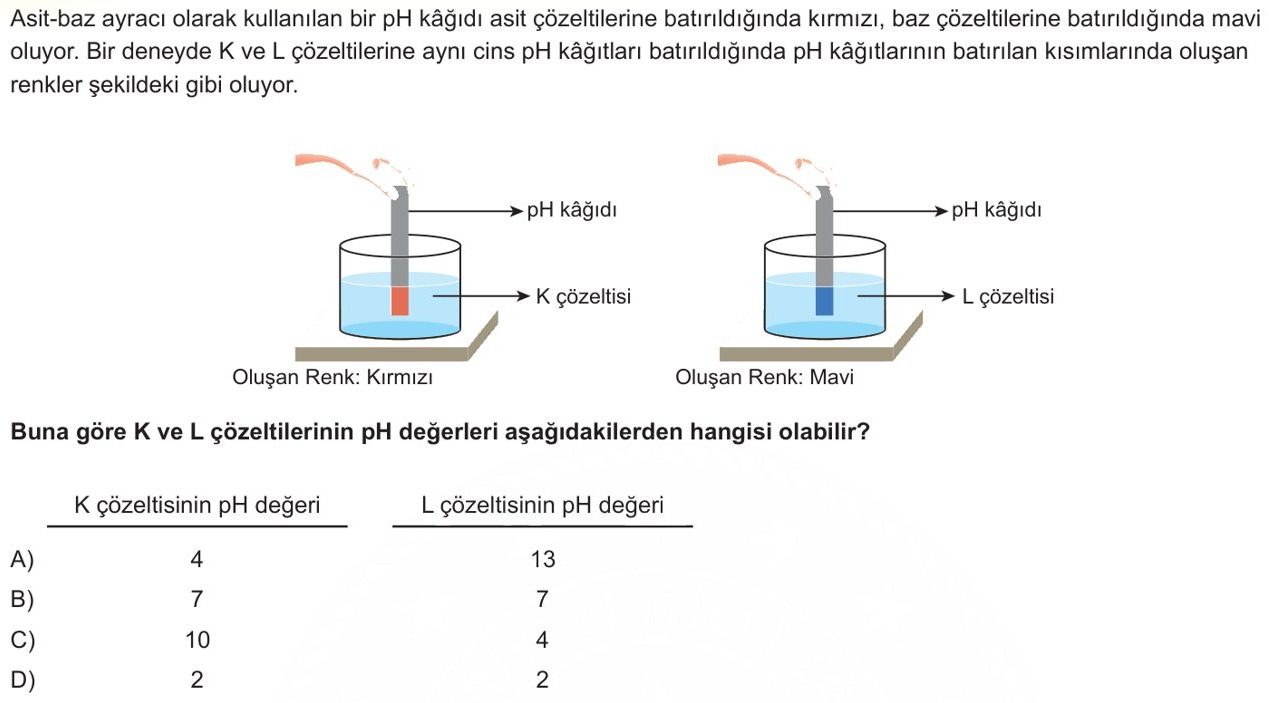 Asit-baz ayracı olarak kullanılan bir pH kâğıdı asit çözeltilerine batırıldığında kırmızı, baz çözeltilerine batırıldığında mavi
oluyor. Bir deneyde K ve L çözeltilerine aynı cins pH kâğıtları batırıldığında pH kâğıtlarının batırılan kısımlarında oluşan
renkler şekildeki gibi oluyor.
pH kâğıdı pH kâğıdı
K çözeltisi L çözeltisi
Oluşan Renk: Kırmızı Oluşan Renk: Mavi
Buna göre K ve L çözeltilerinin pH değerleri aşağıdakilerden hangisi olabilir?
K çözeltisinin pH değeri L çözeltisinin pH değeri
A) 4 13
B) 7 7
C) 10 4
D) 2 2